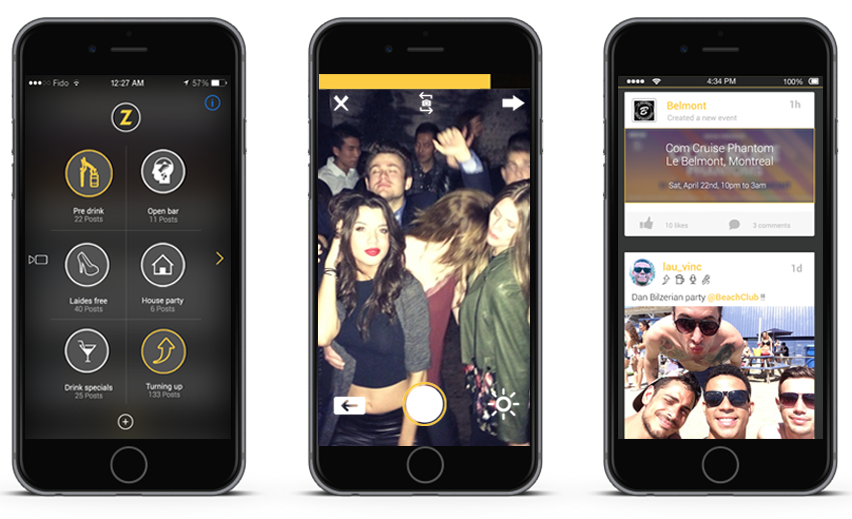 Fido
12:27 AM
57%
Z
i
Pre drink
22 Posts
Open bar
11 Posts
Laides free
40 Posts
House party
6 Posts
Drink specials
25 Posts
Turning up
133 Posts
4:34 PM
100%
Belmont
1h
Created a new event
Com Cruise Phantom
Le Belmont, Montreal
Sat, April 22nd, 10pm to 3am
10 likes
3 comments
lau_vinc
1d
Dan Bilzerian party @BeachClub !!